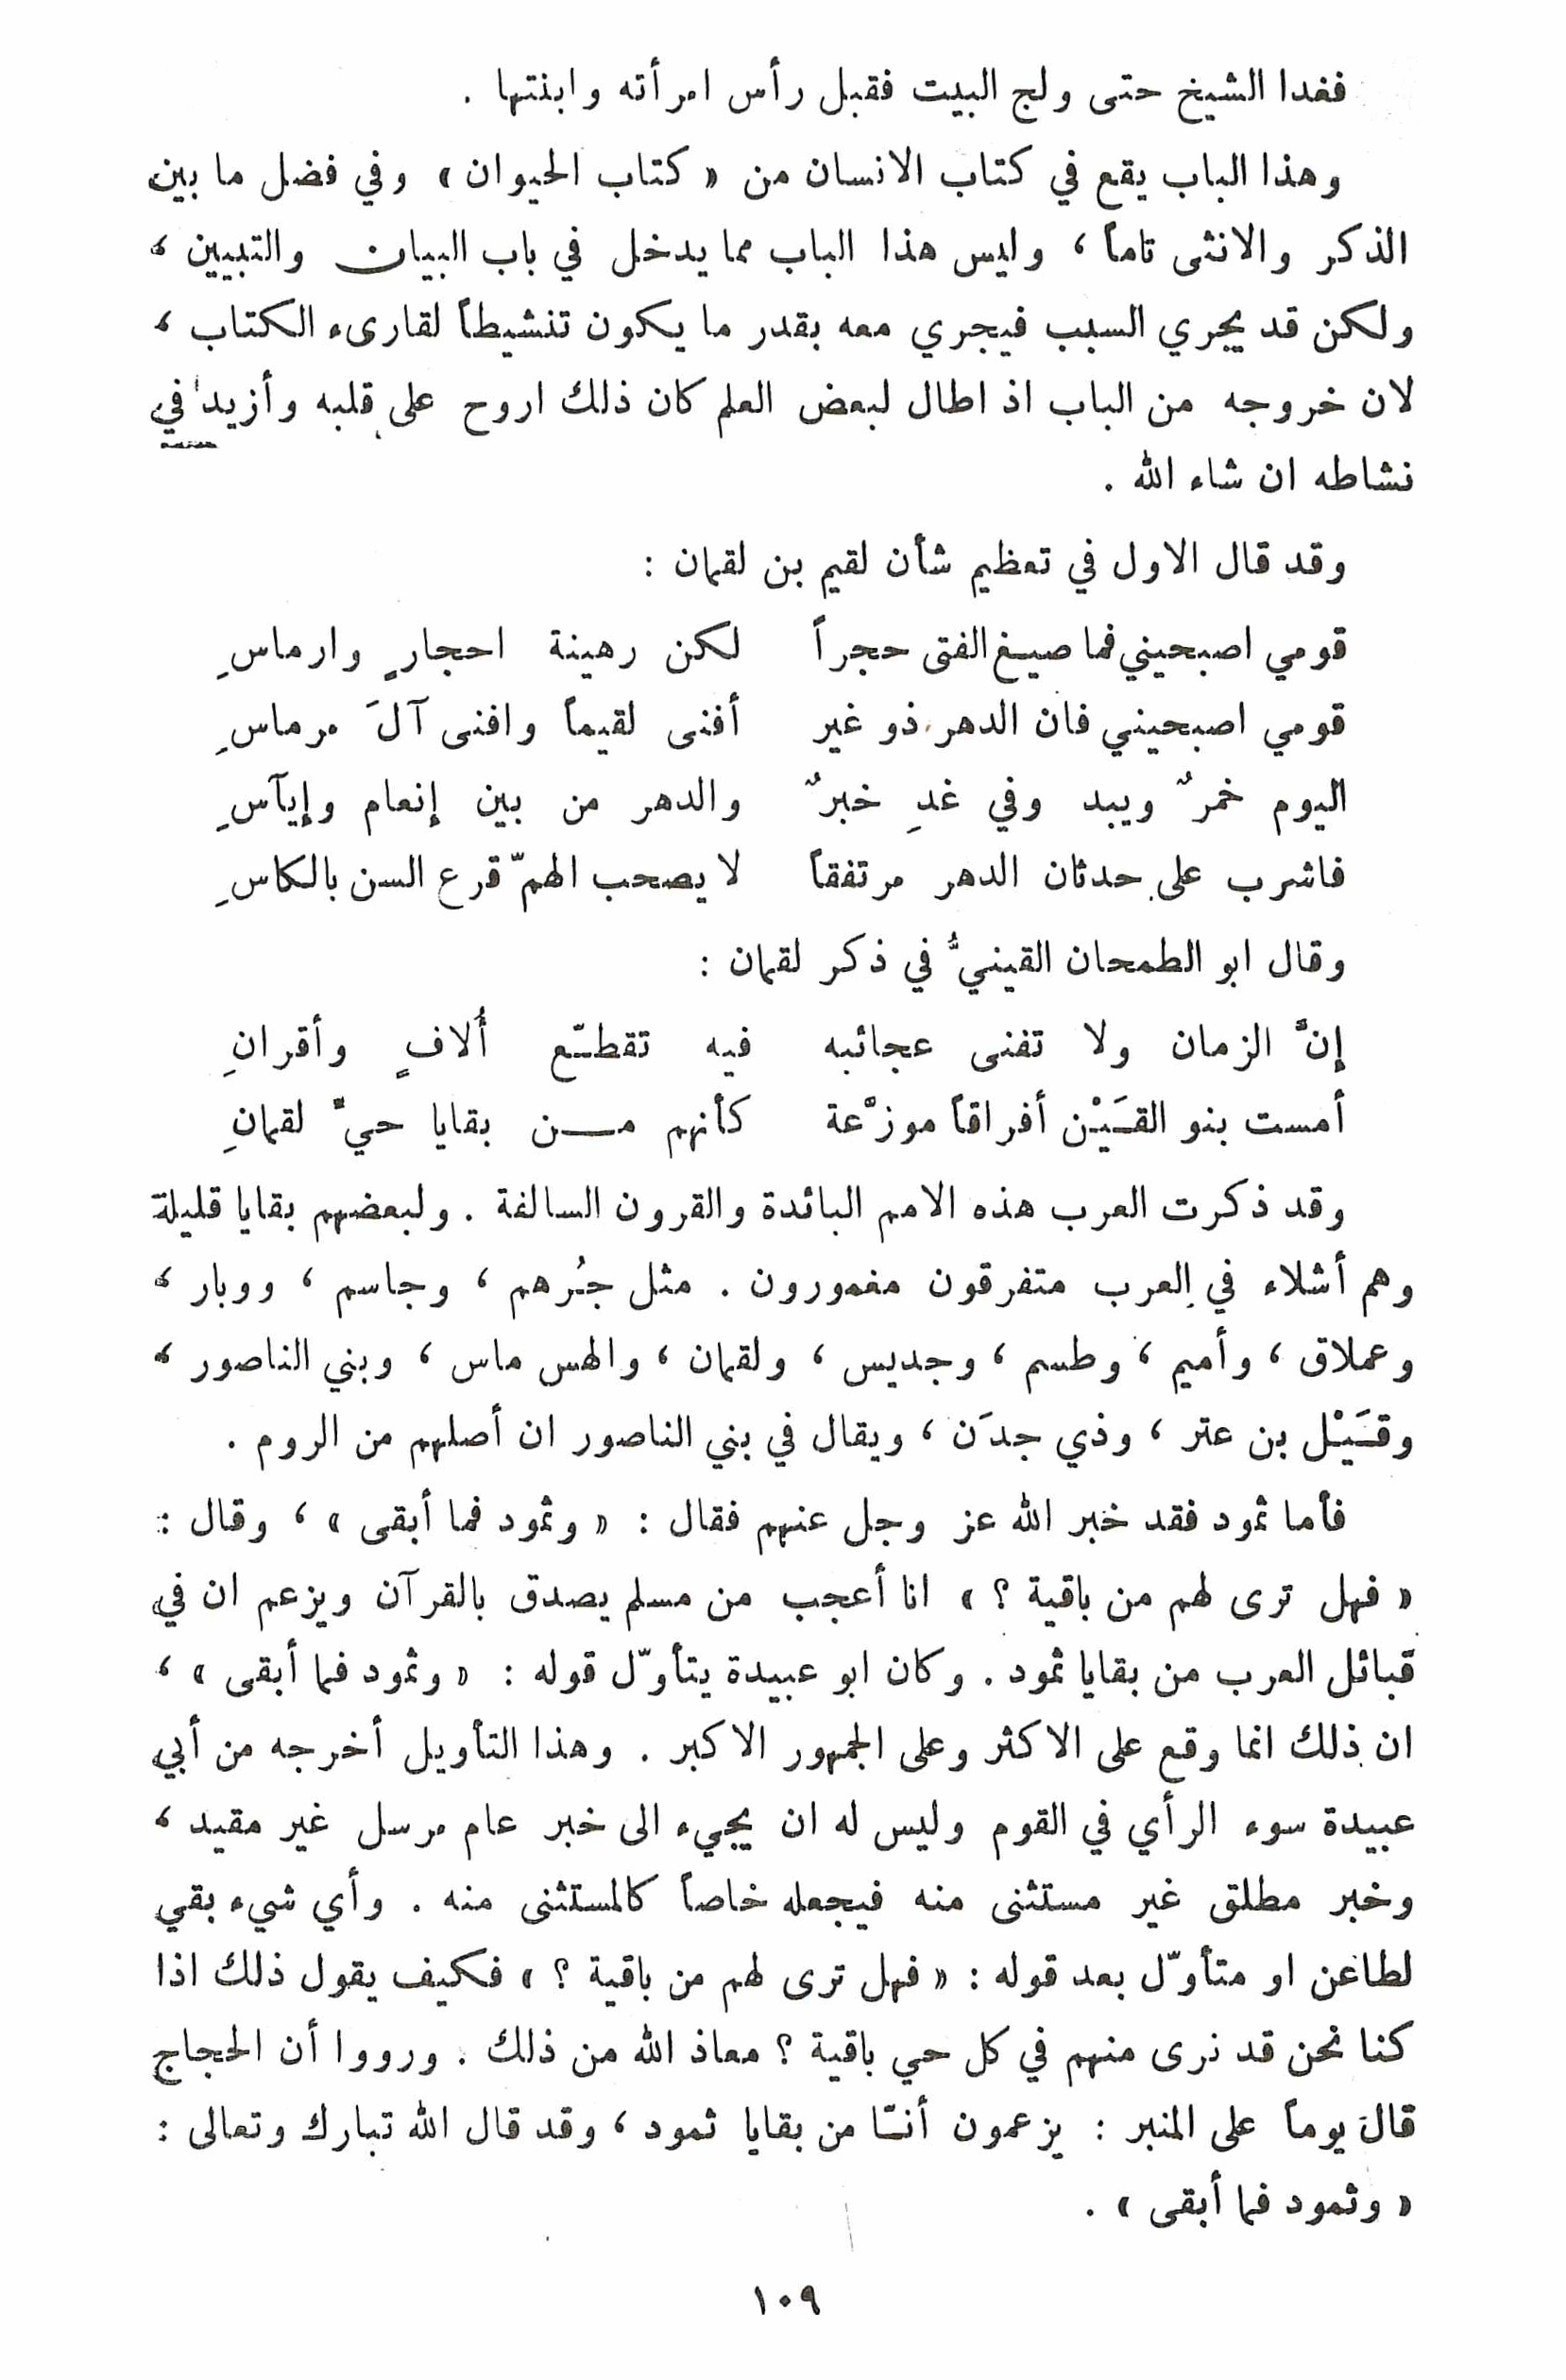 فغدا الشيخ حتى ولج البيت فقبل رأس امرأته وابنتها .
وهذا الباب يقع في كتاب الانسان من « كتاب الحيوان » وفي فضل ما بين
الذكر والانثى تاماً ، وليس هذا الباب مما يدخل في باب البيان والتبيين ،
ولكن قد يجري السبب فيجري معه بقدر ما يكون تنشيطاً لقارىء الكتاب ،
لان خروجه من الباب اذ اطال لبعض العلم كان ذلك اروح على قلبه وأزيد في
نشاطه ان شاء الله .
وقد قال الاول في تعظيم شأن لقيم بن لقمان :
قومي اصبحيني فما صيغ الفتى حجراً لكن رهينة احجارٍ وارماسِ
قومي اصبحيني فان الدهر ذو غير أفنى لقيماً وافنى آلَ مرماسِ
اليوم خمرٌ ويبد وفي غدِ خبرٌ والدهر من بين إنعام وإيآسِ
فاشرب على حدثان الدهر مرتفقاً لا يصحب الهمّ قرع السن بالكاسِ
وقال ابو الطمحان القينيُّ في ذكر لقمان :
إنَّ الزمان ولا تفنى عجائبه فيه تقطّع أُلافٍ وأقرانِ
أمست بنو القَيْن أفراقاً موزَّعة كأنهم من بقايا حيّ لقمانِ
وقد ذكرت العرب هذه الامم البائدة والقرون السالفة . ولبعضهم بقايا قليلة
وهم أشلاء في العرب متفرقون مغمورون . مثل جُرهم ، وجاسم ، ووبار ،
وعملاق ، وأميم ، وطسم ، وجديس ، ولقمان ، والهس ماس ، وبني الناصور ،
وقَيْل بن عتر ، وذي جدَن ، ويقال في بني الناصور ان أصلهم من الروم .
فأما ثمود فقد خبر الله عز وجل عنهم فقال : « وثمود فما أبقى » ، وقال :
« فهل ترى لهم من باقية ؟ » انا أعجب من مسلم يصدق بالقرآن ويزعم ان في
قبائل العرب من بقايا ثمود . وكان ابو عبيدة يتأوّل قوله : « وثمود فما أبقى » ،
ان ذلك انما وقع على الاكثر وعلى الجمهور الاكبر . وهذا التأويل أخرجه من أبي
عبيدة سوء الرأي في القوم وليس له ان يجيء الى خبر عام مرسل غير مقيد ،
وخبر مطلق غير مستثنى منه فيجعله خاصاً كالمستثنى منه . وأي شيء بقي
لطاعن او متأوّل بعد قوله : « فهل ترى لهم من باقية ؟ » فكيف يقول ذلك اذا
كنا نحن قد نرى منهم في كل حي باقية ؟ معاذ الله من ذلك . ورووا أن الحجاج
قال يوماً على المنبر : يزعمون أنّا من بقايا ثمود ، وقد قال الله تبارك وتعالى :
« وثمود فما أبقى » .
١٠٩